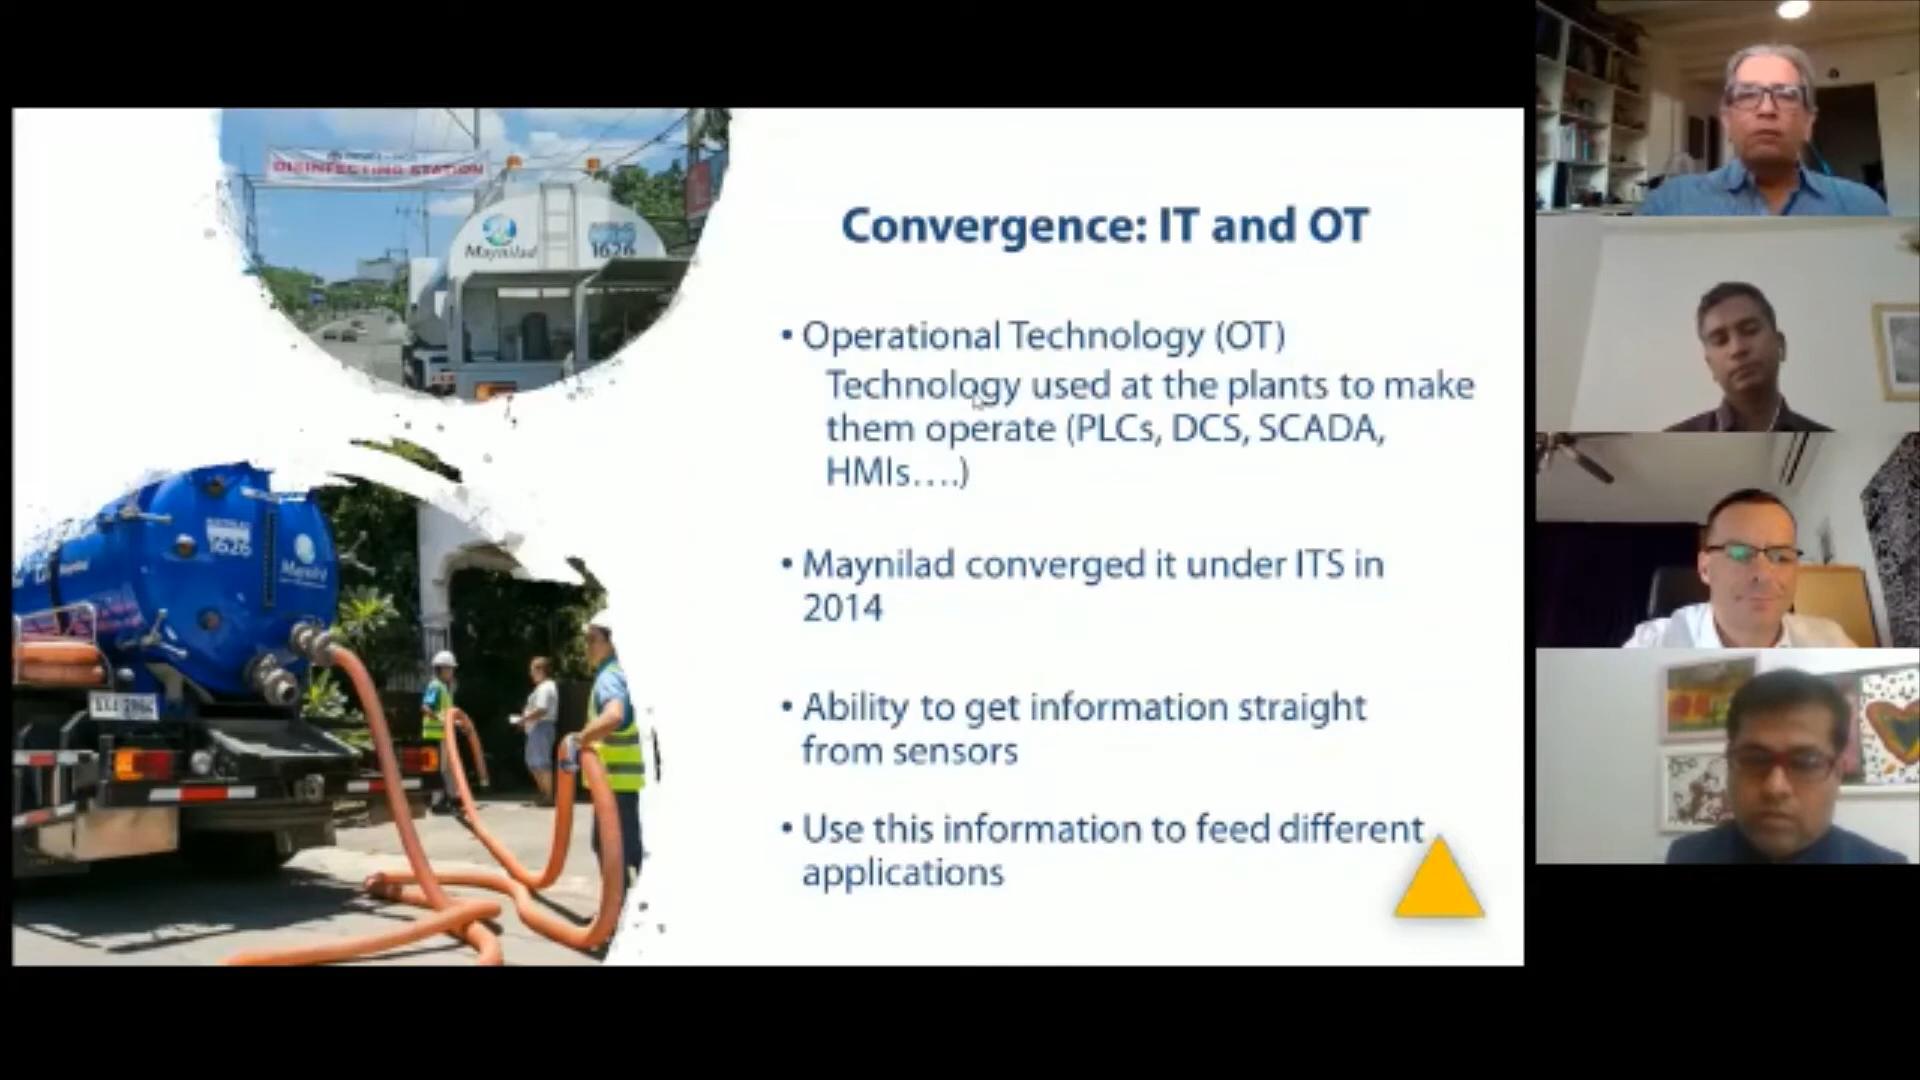 DISINFECTING STATION
Maynilad
1626
1626
Convergence: IT and OT
• Operational Technology (OT)
Technology used at the plants to make
them operate (PLCs, DCS, SCADA,
HMIs....)
• Maynilad converged it under ITS in
2014
• Ability to get information straight
from sensors
• Use this information to feed different
applications